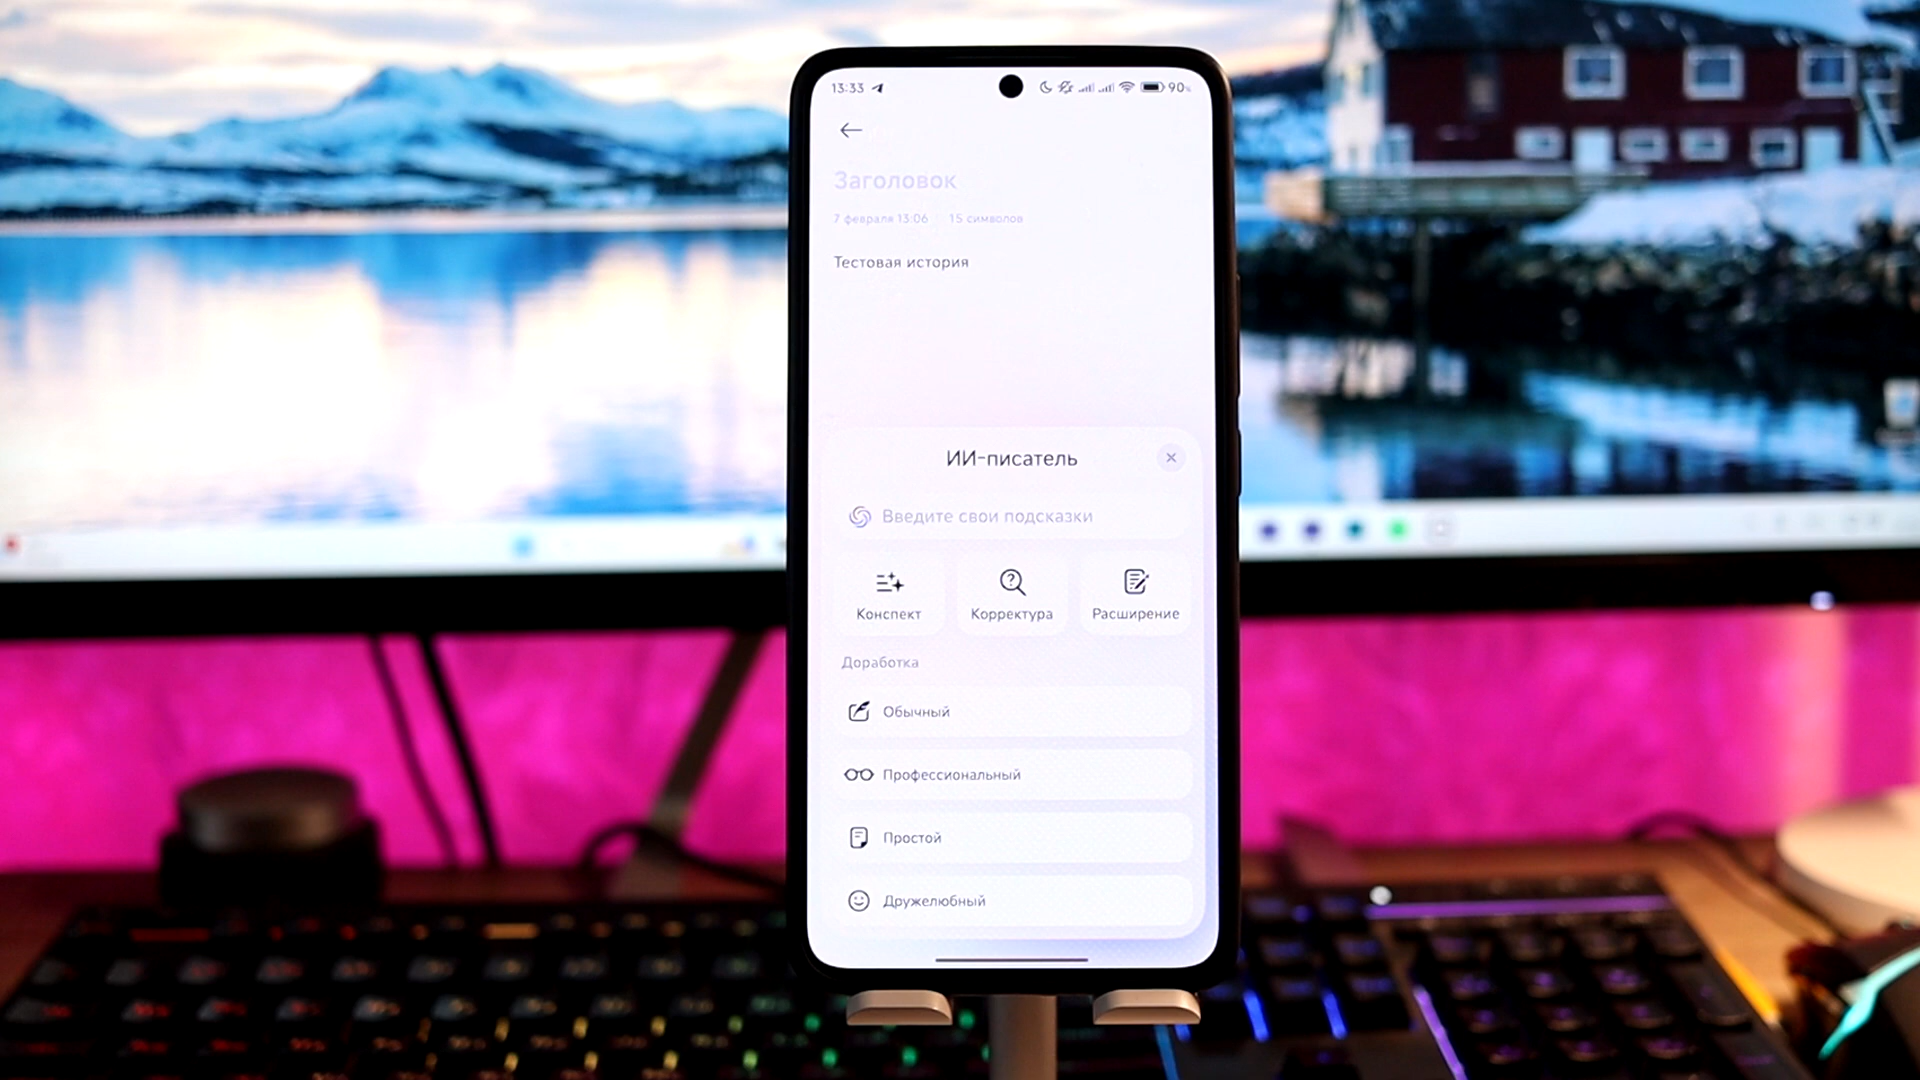 13:33 90%
Заголовок
7 февраля 13:06 15 символов
Тестовая история
ИИ-писатель
Введите свои подсказки
Конспект Корректура Расширение
Доработка
Обычный
Профессиональный
Простой
Дружелюбный